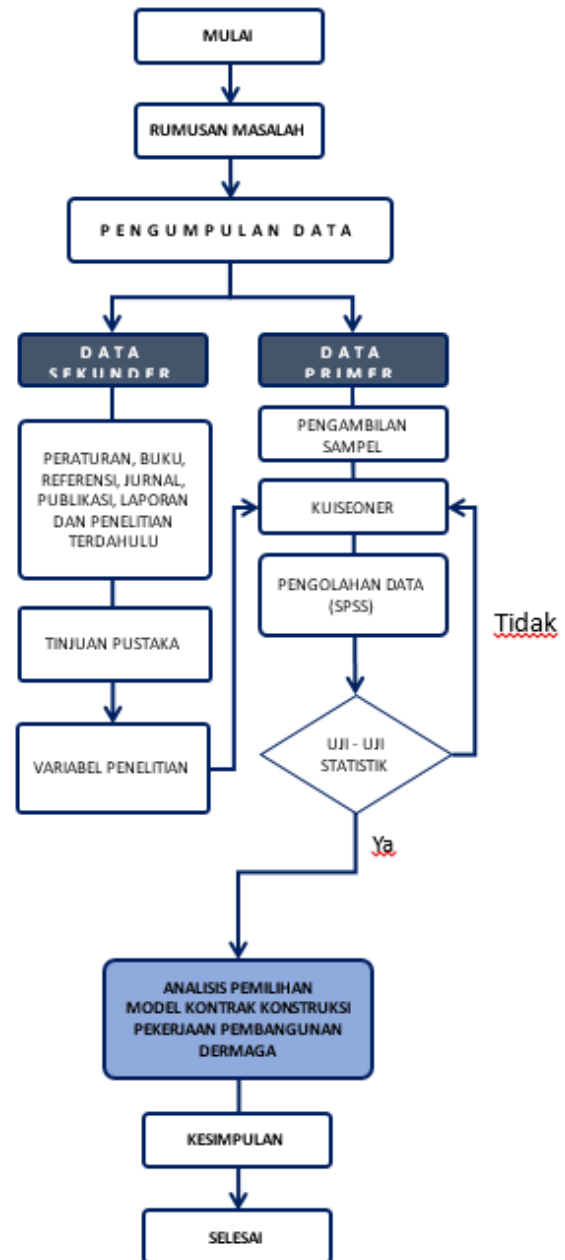 MULAI
RUMUSAN MASALAH
PENGUMPULAN DATA
DATA
SEKUNDER
PERATURAN, BUKU,
REFERENSI, JURNAL,
PUBLIKASI, LAPORAN
DAN PENELITIAN
TERDAHULU
TINJUAN PUSTAKA
VARIABEL PENELITIAN
DATA
PRIMER
PENGAMBILAN
SAMPEL
KUISEONER
PENGOLAHAN DATA
(SPSS)
UJI - UJI
STATISTIK
Tidak
Ya
ANALISIS PEMILIHAN
MODEL KONTRAK KONSTRUKSI
PEKERJAAN PEMBANGUNAN
DERMAGA
KESIMPULAN
SELESAI